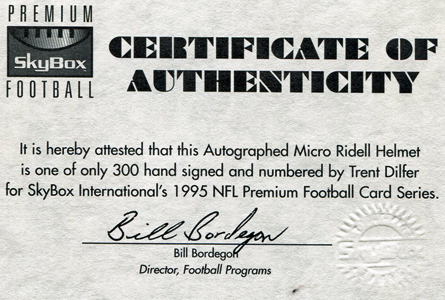 PREMIUM
SkyBox
FOOTBALL
CERTIFICATE OF
AUTHENTICITY
It is hereby attested that this Autographed Micro Ridell Helmet
is one of only 300 hand signed and numbered by Trent Dilfer
for SkyBox International's 1995 NFL Premium Football Card Series.
Bill Bordegon
Bill Bordegon
Director, Football Programs